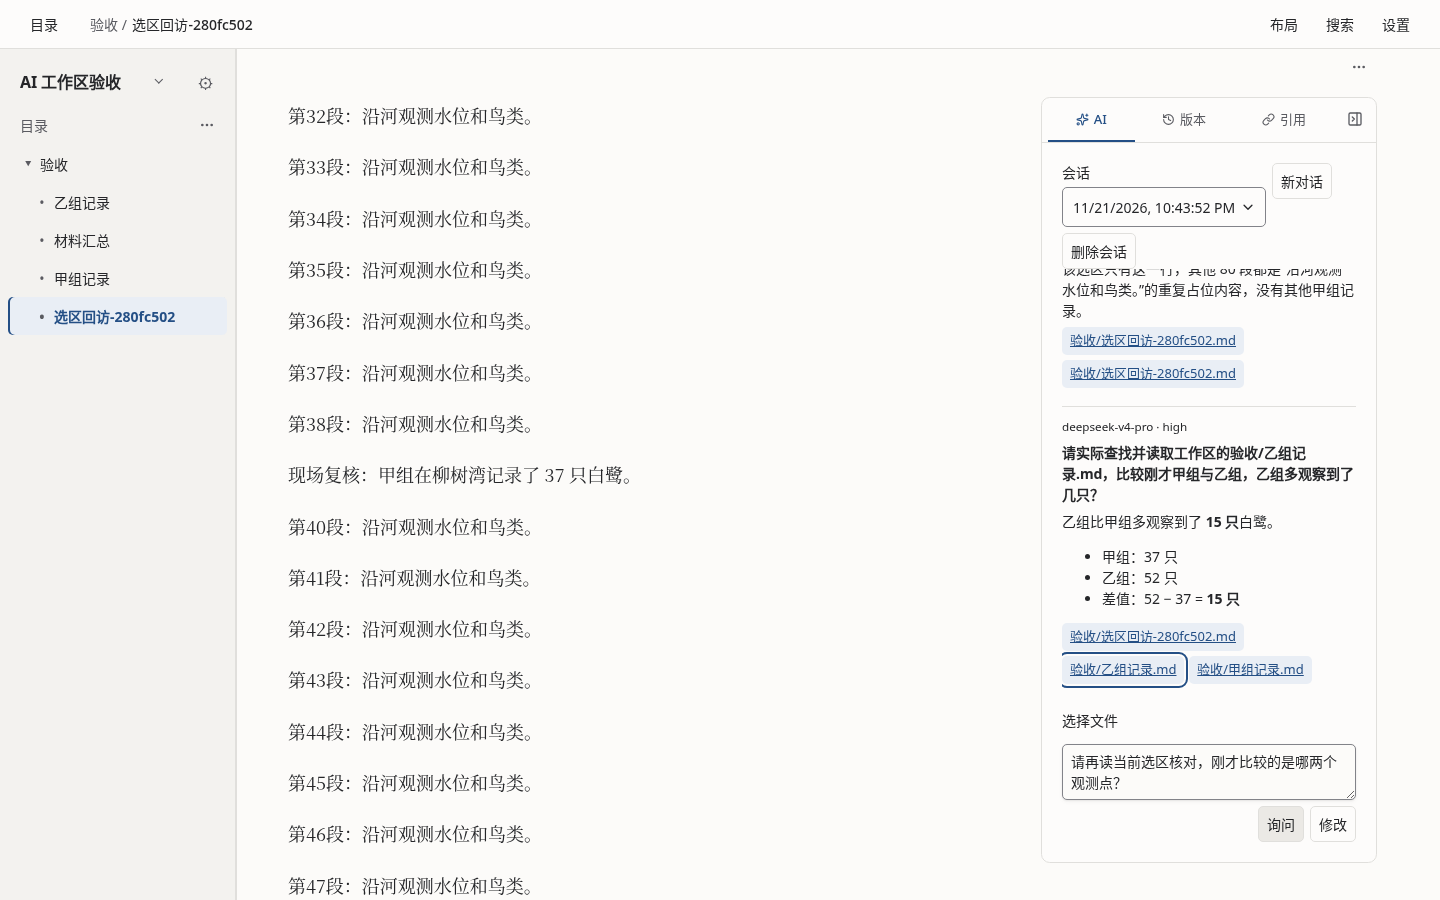 目录
验收 / 选区回访-280fc502
布局
搜索
设置
AI 工作区验收
目录
验收
乙组记录
材料汇总
甲组记录
选区回访-280fc502
第32段：沿河观测水位和鸟类。
第33段：沿河观测水位和鸟类。
第34段：沿河观测水位和鸟类。
第35段：沿河观测水位和鸟类。
第36段：沿河观测水位和鸟类。
第37段：沿河观测水位和鸟类。
第38段：沿河观测水位和鸟类。
现场复核：甲组在柳树湾记录了 37 只白鹭。
第40段：沿河观测水位和鸟类。
第41段：沿河观测水位和鸟类。
第42段：沿河观测水位和鸟类。
第43段：沿河观测水位和鸟类。
第44段：沿河观测水位和鸟类。
第45段：沿河观测水位和鸟类。
第46段：沿河观测水位和鸟类。
第47段：沿河观测水位和鸟类。
AI
版本
引用
会话
新对话
11/21/2026, 10:43:52 PM
删除会话
该选区只有这一行，其他 80 段都是“沿河观测
水位和鸟类。”的重复占位内容，没有其他甲组记
录。
验收/选区回访-280fc502.md
验收/选区回访-280fc502.md
deepseek-v4-pro · high
请实际查找并读取工作区的验收/乙组记
录.md，比较刚才甲组与乙组，乙组多观察到了
几只？
乙组比甲组多观察到了 15 只白鹭。
• 甲组：37 只
• 乙组：52 只
• 差值：52 − 37 = 15 只
验收/选区回访-280fc502.md
验收/乙组记录.md
验收/甲组记录.md
选择文件
请再读当前选区核对，刚才比较的是哪两个
观测点？
询问
修改